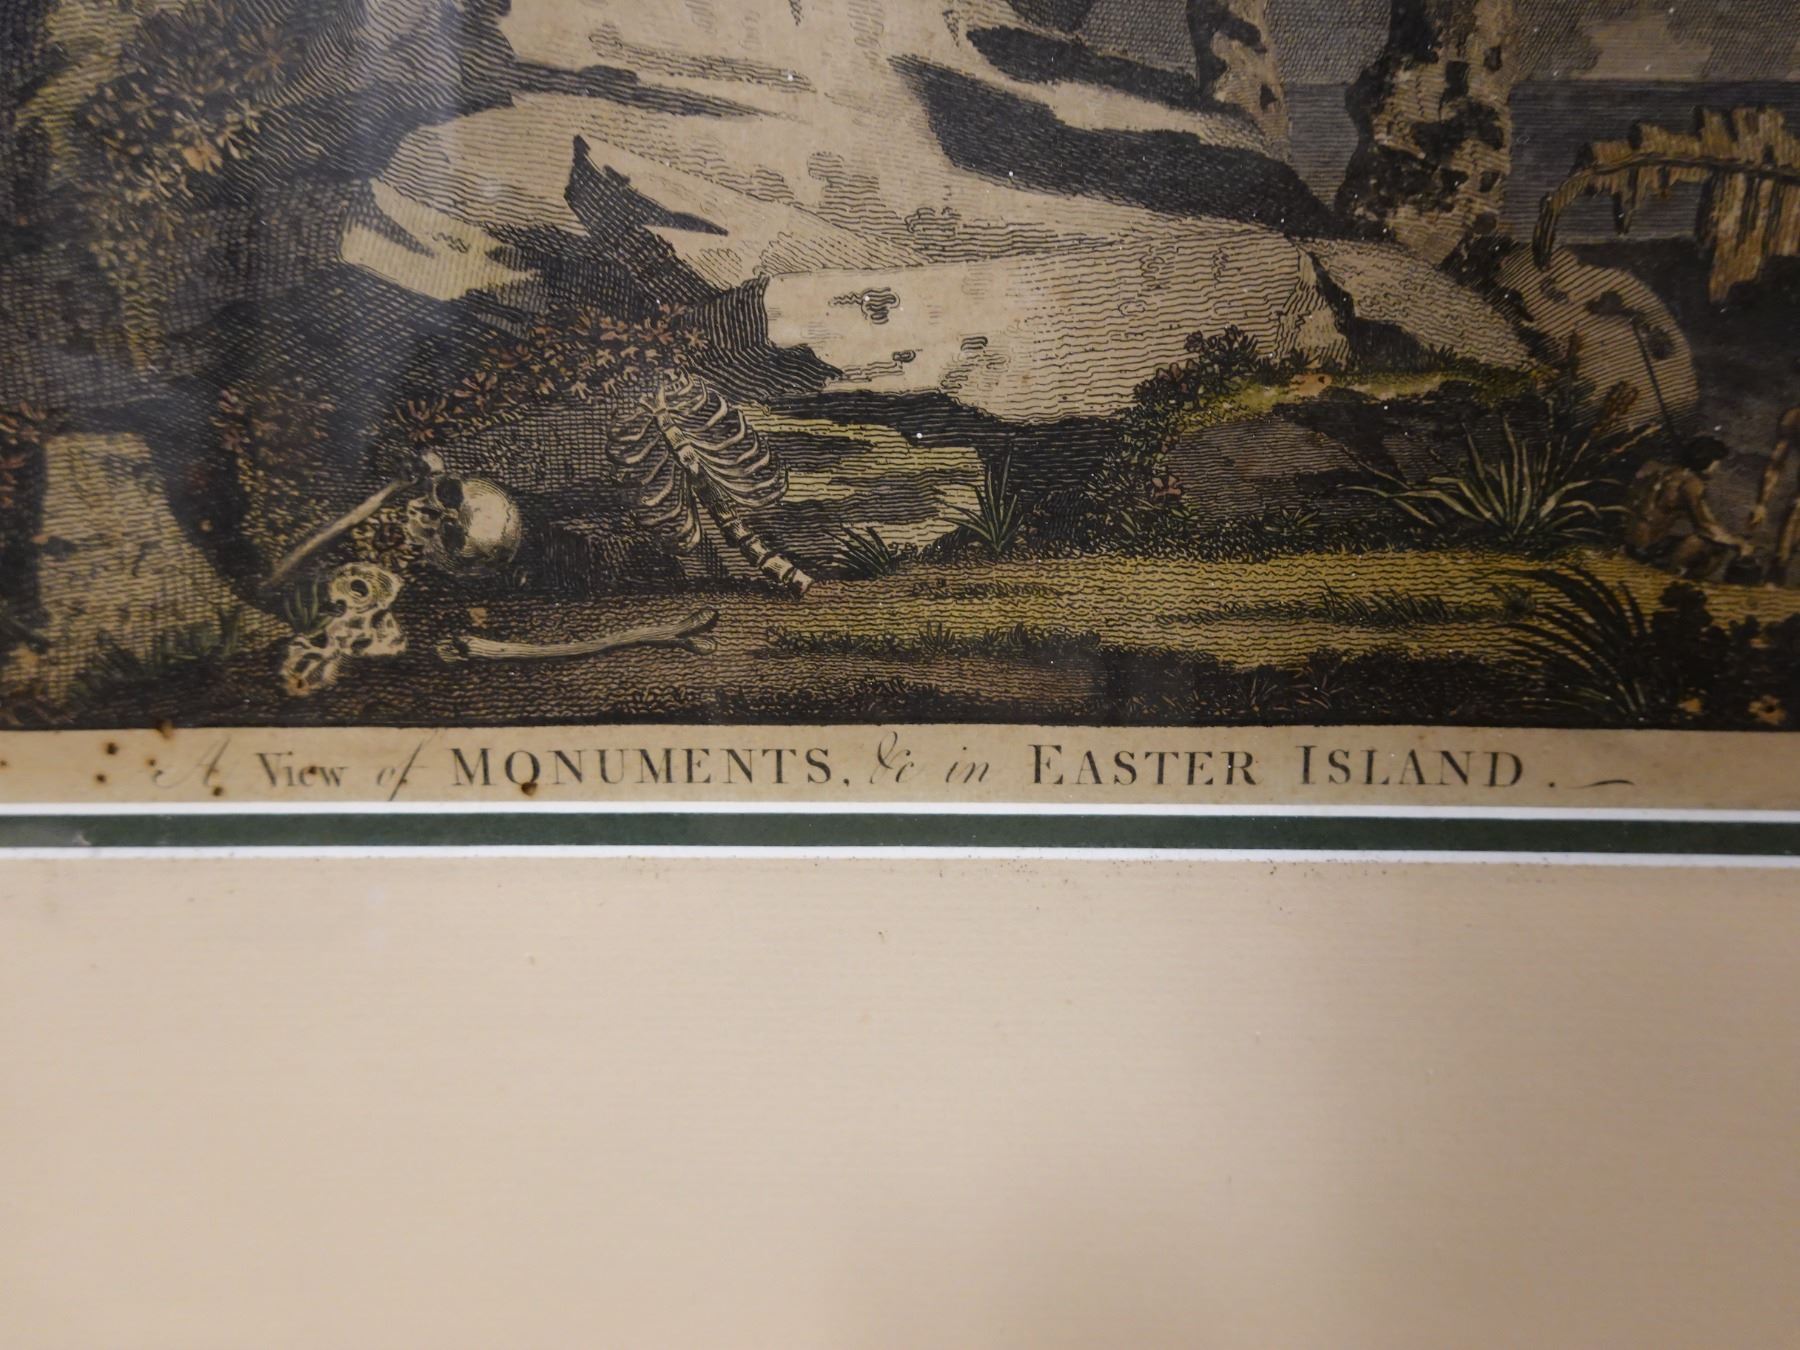 A View of MONUMENTS, &c in EASTER ISLAND.